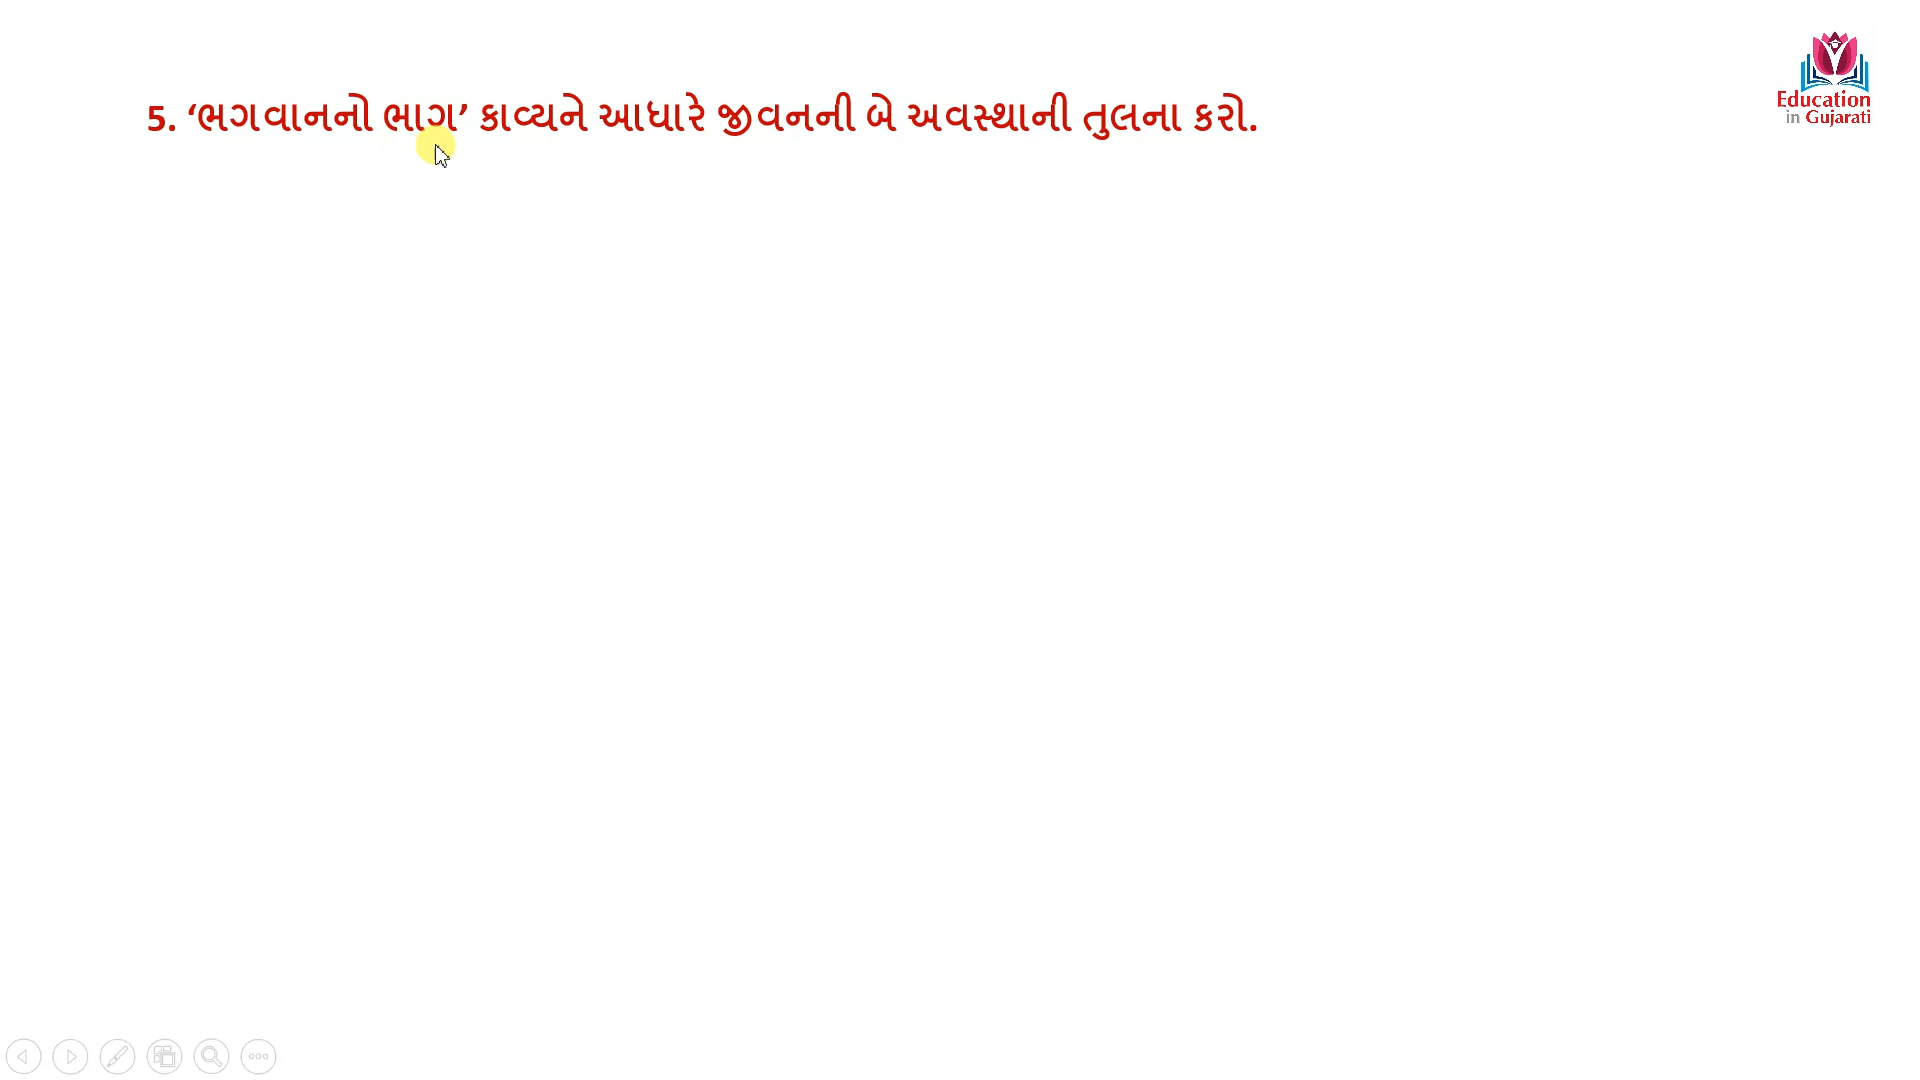 5. ‘ભગવાનનો ભાગ’ કાવ્યને આધારે જીવનની બે અવસ્થાની તુલના કરો.
Education
in Gujarati